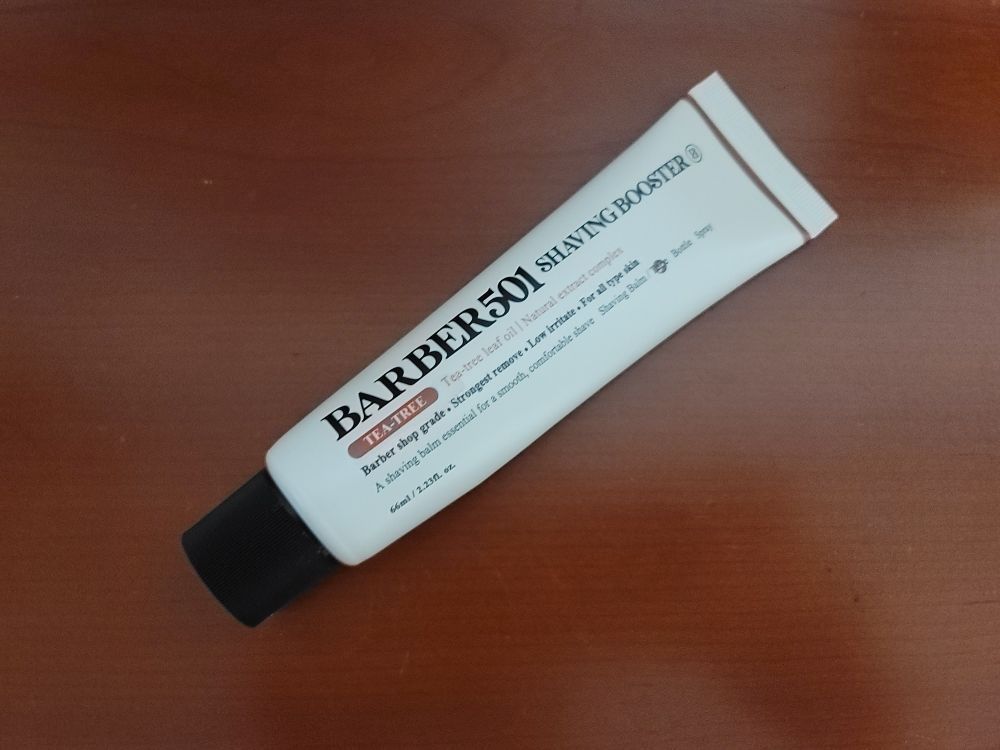 BARBER501 SHAVING BOOSTER®
TEA-TREE Tea-tree leaf oil | Natural extract complex
Barber shop grade • Strongest remove • Low irritate • For all type skin
A shaving balm essential for a smooth, comfortable shave Shaving Balm / Bottle Spray
66ml / 2.23fl. oz.